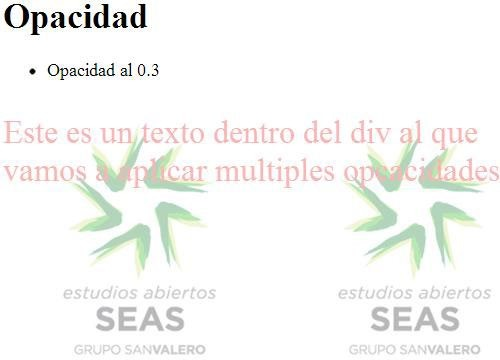 Opacidad
Opacidad al 0.3
Este es un texto dentro del div al que
vamos a aplicar multiples opcacidades
estudios abiertos estudios abiertos
SEAS SEAS
GRUPO SANVALERO GRUPO SANVALERO